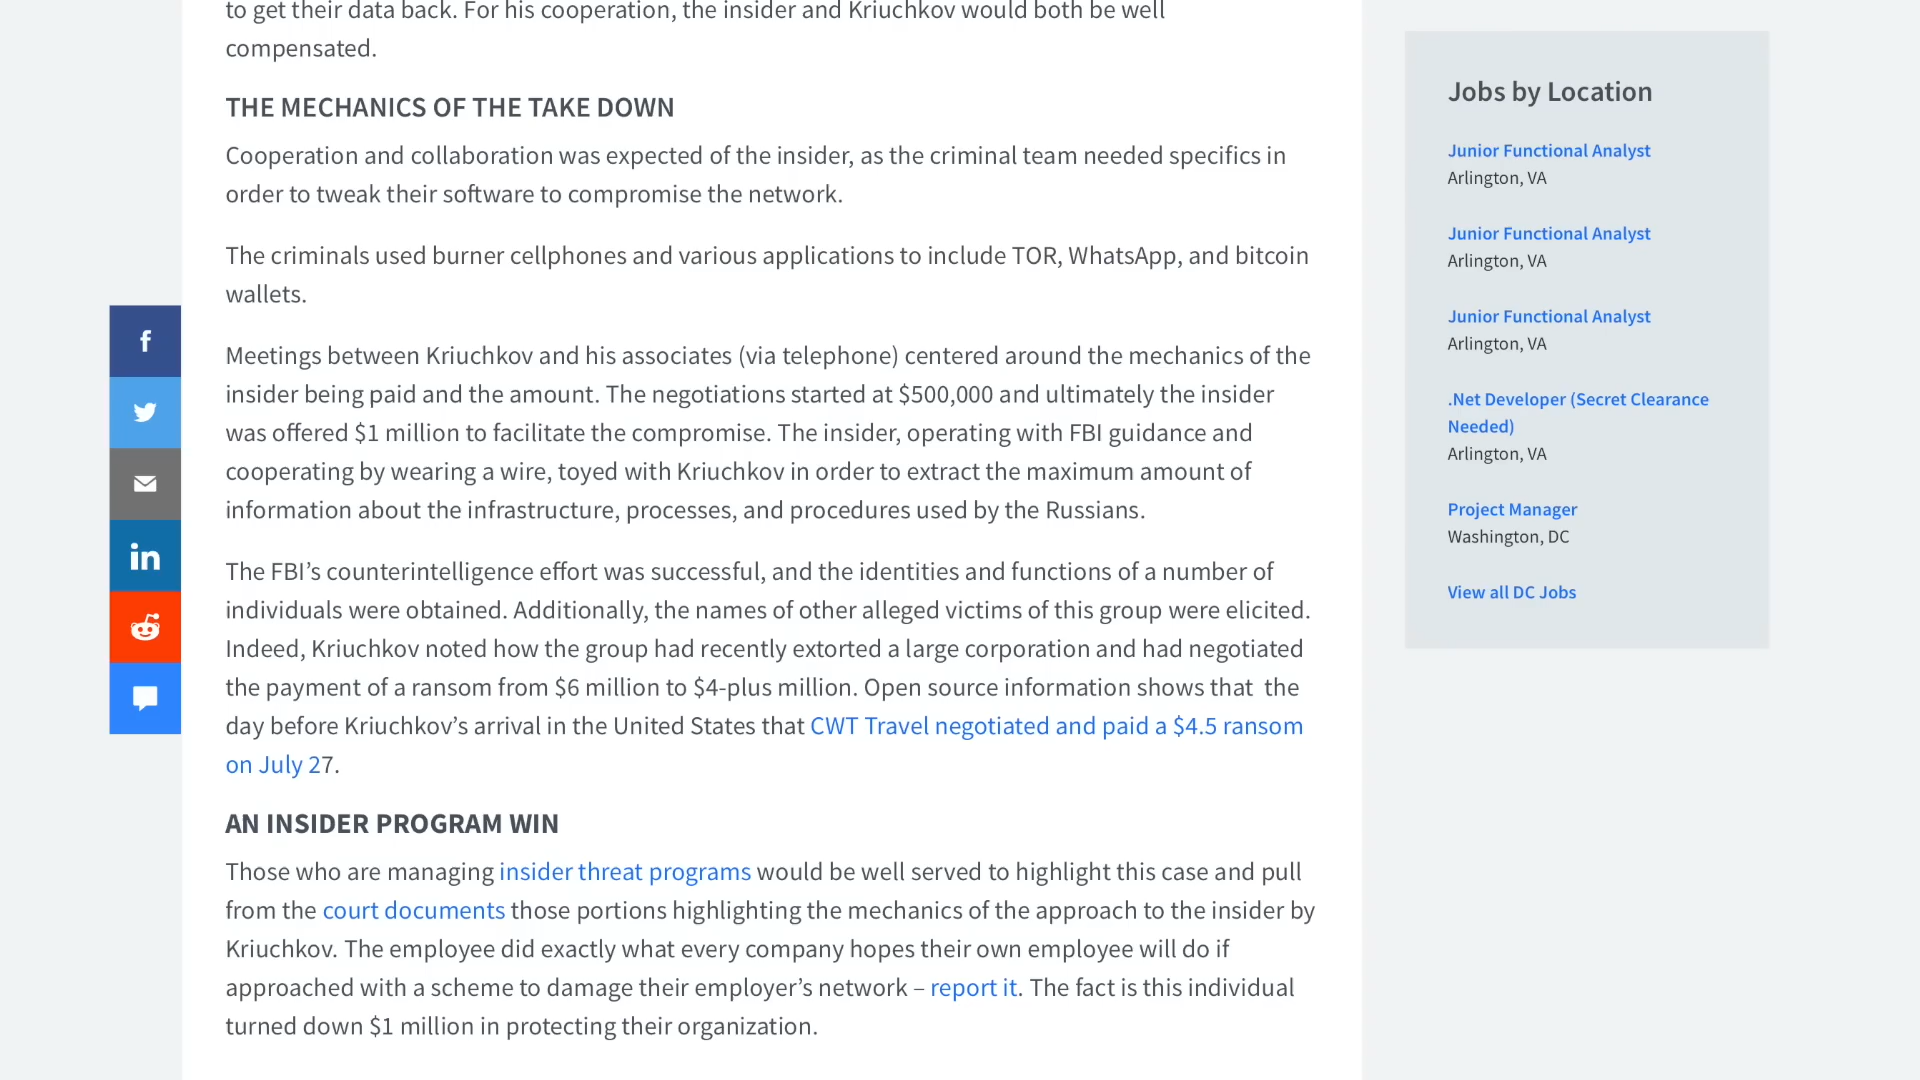 to get their data back. For his cooperation, the insider and Kriuchkov would both be well
compensated.
THE MECHANICS OF THE TAKE DOWN
Cooperation and collaboration was expected of the insider, as the criminal team needed specifics in
order to tweak their software to compromise the network.
The criminals used burner cellphones and various applications to include TOR, WhatsApp, and bitcoin
wallets.
Meetings between Kriuchkov and his associates (via telephone) centered around the mechanics of the
insider being paid and the amount. The negotiations started at $500,000 and ultimately the insider
was offered $1 million to facilitate the compromise. The insider, operating with FBI guidance and
cooperating by wearing a wire, toyed with Kriuchkov in order to extract the maximum amount of
information about the infrastructure, processes, and procedures used by the Russians.
The FBI’s counterintelligence effort was successful, and the identities and functions of a number of
individuals were obtained. Additionally, the names of other alleged victims of this group were elicited.
Indeed, Kriuchkov noted how the group had recently extorted a large corporation and had negotiated
the payment of a ransom from $6 million to $4-plus million. Open source information shows that  the
day before Kriuchkov’s arrival in the United States that CWT Travel negotiated and paid a $4.5 ransom
on July 27.
AN INSIDER PROGRAM WIN
Those who are managing insider threat programs would be well served to highlight this case and pull
from the court documents those portions highlighting the mechanics of the approach to the insider by
Kriuchkov. The employee did exactly what every company hopes their own employee will do if
approached with a scheme to damage their employer’s network – report it. The fact is this individual
turned down $1 million in protecting their organization.
Jobs by Location
Junior Functional Analyst
Arlington, VA
Junior Functional Analyst
Arlington, VA
Junior Functional Analyst
Arlington, VA
.Net Developer (Secret Clearance
Needed)
Arlington, VA
Project Manager
Washington, DC
View all DC Jobs